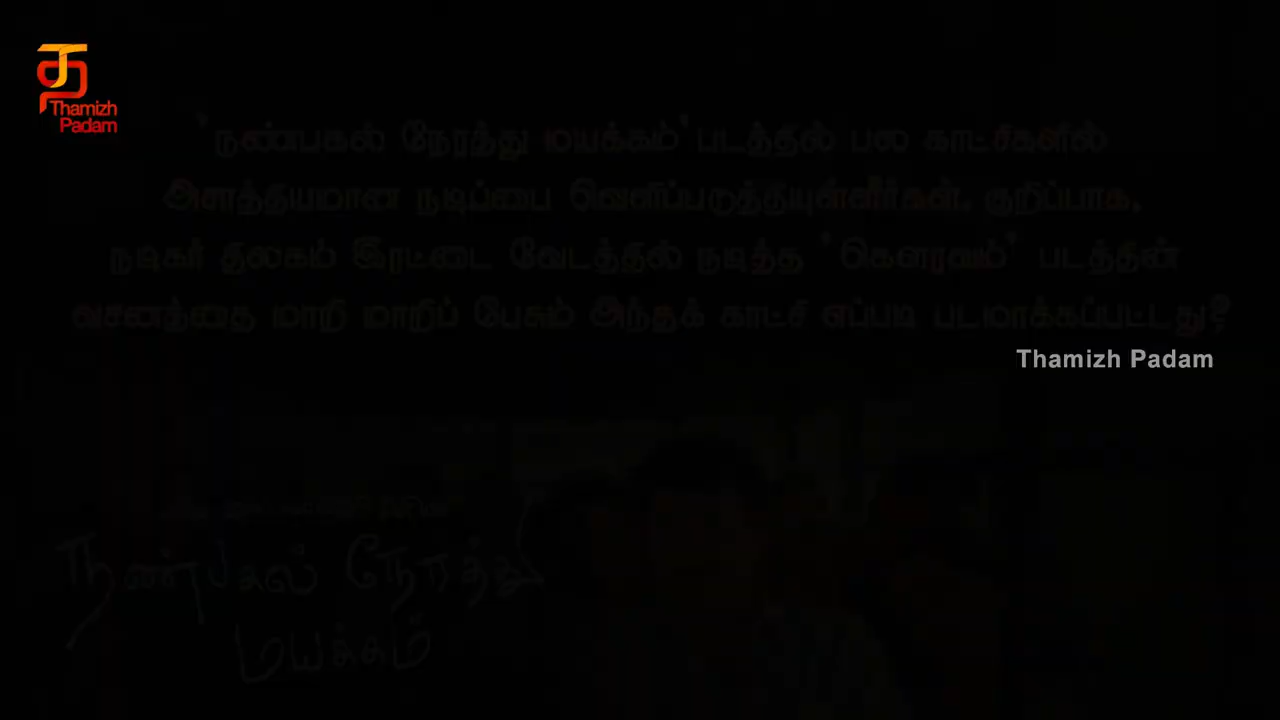 த
Thamizh
Padam
'நண்பகல் நேரத்து மயக்கம்' படத்தில் பல காட்சிகளில்
அனத்தியமான நடிப்பை வெளிப்படுத்தியுள்ளீர்கள். குறிப்பாக,
நடிகர் திலகம் இரட்டை வேடத்தில் நடித்த 'கௌரவம்' படத்தின்
வசனத்தை மாறி மாறிப் பேசும் அந்தக் காட்சி எப்படி படமாக்கப்பட்டது?
Thamizh Padam
நண்பகல் நேரத்து
மயக்கம்